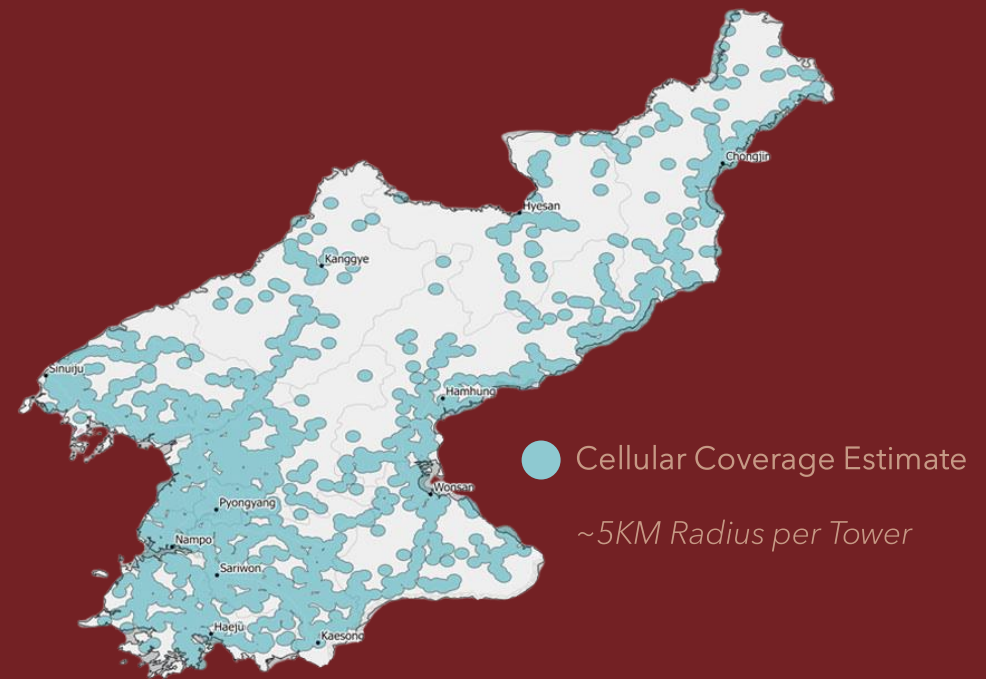 Chongjin
Hyesan
Kanggye
Sinuiju
Hamhung
Cellular Coverage Estimate
Wonsan
Pyongyang
~5KM Radius per Tower
Nampo
Sariwon
Haeju
Kaesong